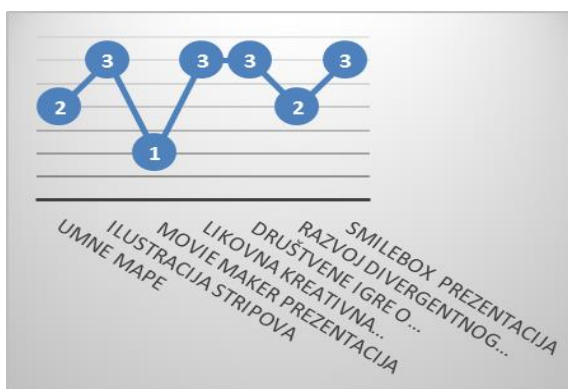 2
3
1
3
3
2
3
UMNE MAPE
ILUSTRACIJA STRIPOVA
MOVIE MAKER PREZENTACIJA
LIKOVNA KREATIVNA...
DRUŠTVENE IGRE O...
RAZVOJ DIVERGENTNOG...
SMILEBOX PREZENTACIJA